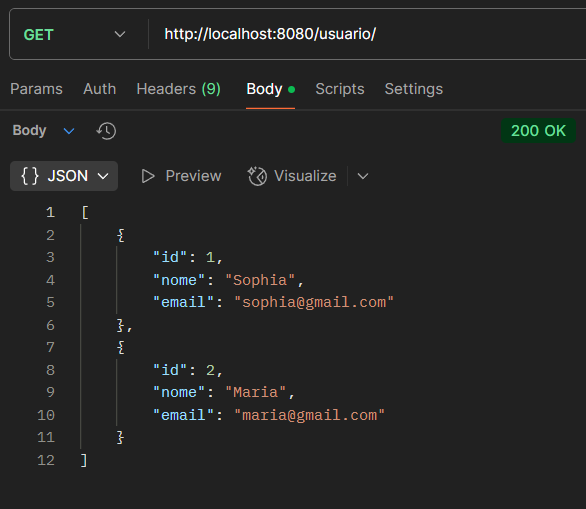 GET http://localhost:8080/usuario/
Params Auth Headers (9) Body Scripts Settings
Body 200 OK
{} JSON Preview Visualize
1 [
2 {
3 "id": 1,
4 "nome": "Sophia",
5 "email": "sophia@gmail.com"
6 },
7 {
8 "id": 2,
9 "nome": "Maria",
10 "email": "maria@gmail.com"
11 }
12 ]